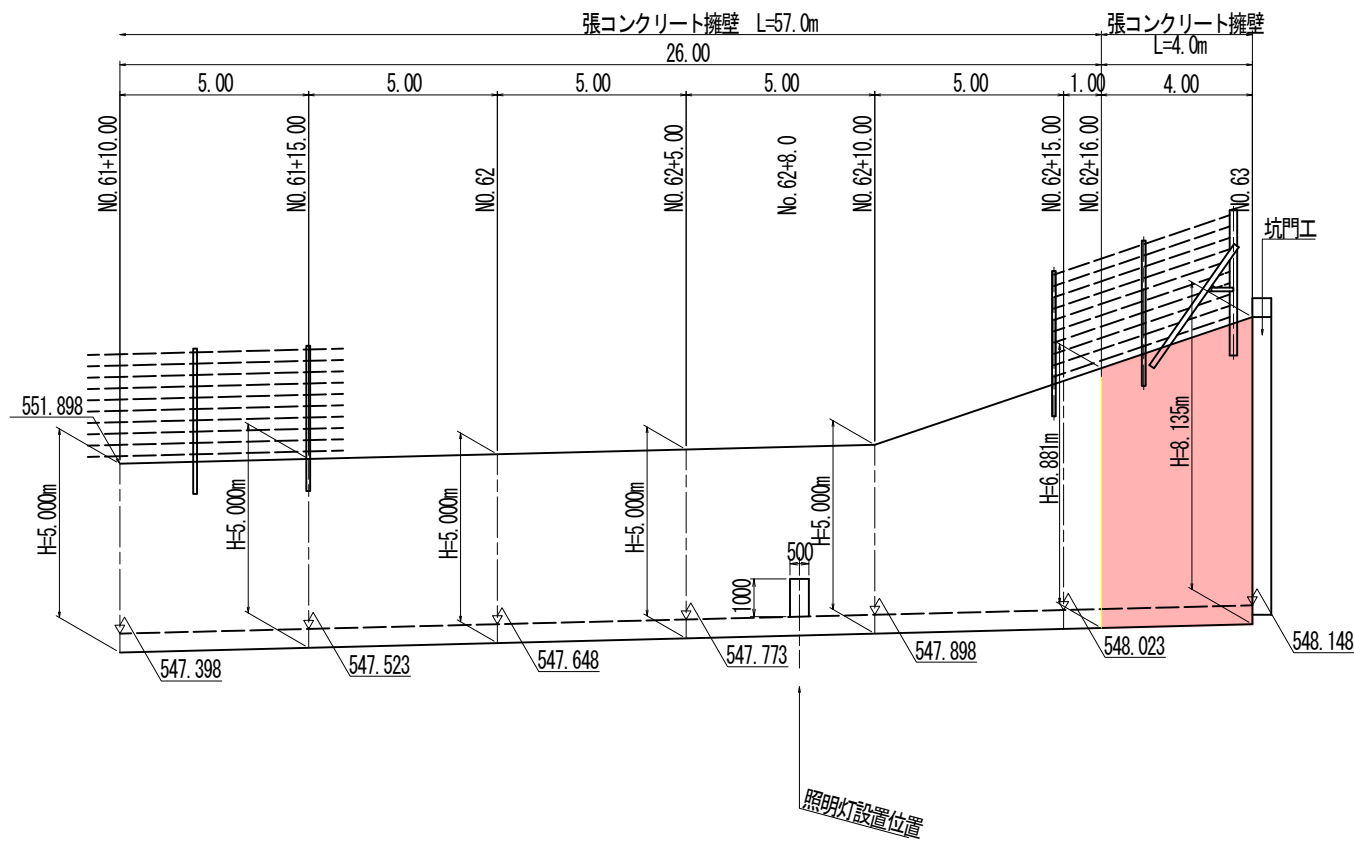 張コンクリート擁壁 L=57.0m
張コンクリート擁壁
L=4.0m
26.00
5.00
5.00
5.00
5.00
5.00
1.00
4.00
NO.61+10.00
NO.61+15.00
NO.62
NO.62+5.00
No.62+8.0
NO.62+10.00
NO.62+15.00
NO.62+16.00
NO.63
坑門工
551.898
H=5.000m
H=5.000m
H=5.000m
H=5.000m
H=5.000m
H=6.881m
H=8.135m
500
1000
547.398
547.523
547.648
547.773
547.898
548.023
548.148
照明灯設置位置